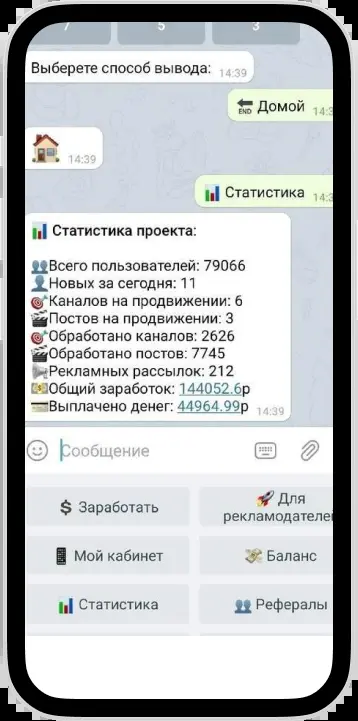 7 5 3
Выберете способ вывода: 14:39
END Домой 14:3
14:39
Статистика 14:3
Статистика проекта:
Всего пользователей: 79066
Новых за сегодня: 11
Каналов на продвижении: 6
Постов на продвижении: 3
Обработано каналов: 2626
Обработано постов: 7745
Рекламных рассылок: 212
Общий заработок: 144052.6р
Выплачено денег: 44964.99р 14:39
Сообщение
$ Заработать
Для
рекламодателе
Мой кабинет
Баланс
Статистика
Рефералы